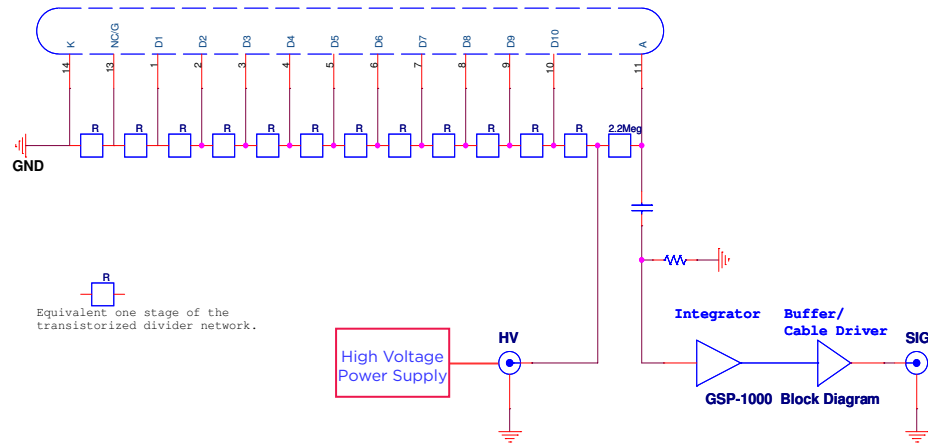 K NC/G D1 D2 D3 D4 D5 D6 D7 D8 D9 D10 A
14 13 1 2 3 4 5 6 7 8 9 10 11
R R R R R R R R R R R R 2.2Meg
GND
R
Equivalent one stage of the
transistorized divider network.
High Voltage
Power Supply
HV
Integrator
Buffer/
Cable Driver
SIG
GSP-1000 Block Diagram